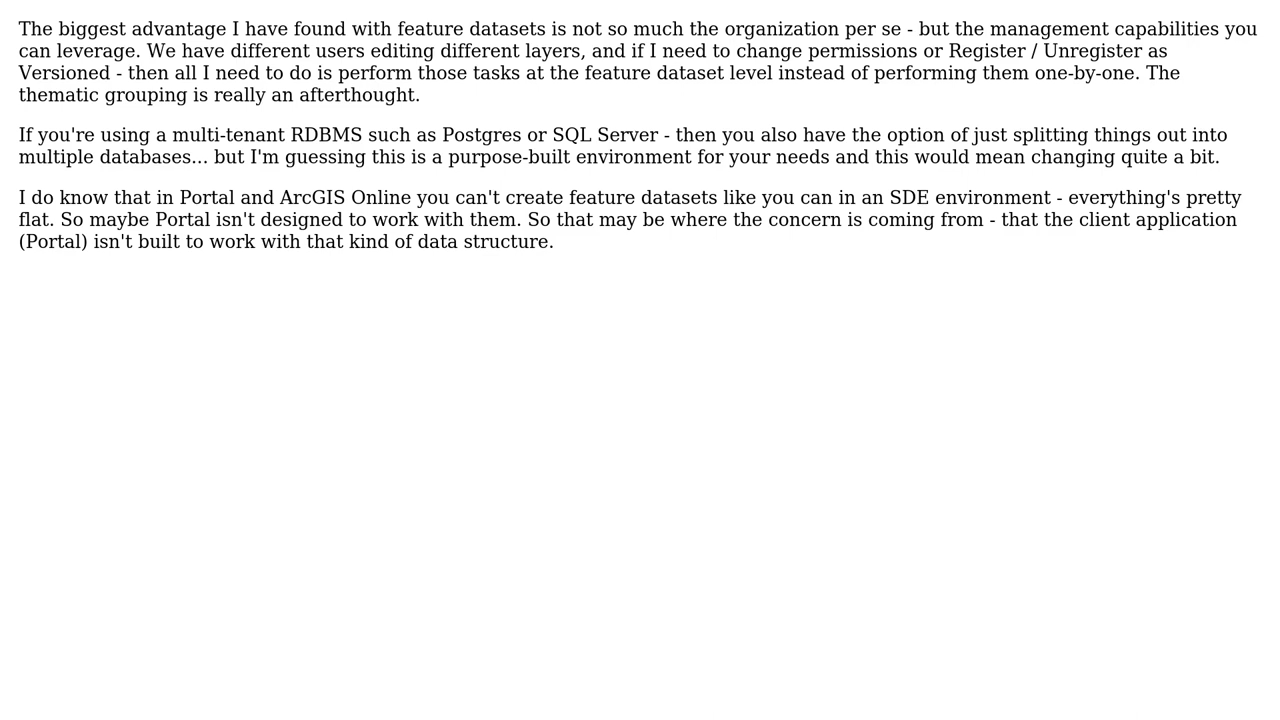 The biggest advantage I have found with feature datasets is not so much the organization per se - but the management capabilities you
can leverage. We have different users editing different layers, and if I need to change permissions or Register / Unregister as
Versioned - then all I need to do is perform those tasks at the feature dataset level instead of performing them one-by-one. The
thematic grouping is really an afterthought.
If you're using a multi-tenant RDBMS such as Postgres or SQL Server - then you also have the option of just splitting things out into
multiple databases... but I'm guessing this is a purpose-built environment for your needs and this would mean changing quite a bit.
I do know that in Portal and ArcGIS Online you can't create feature datasets like you can in an SDE environment - everything's pretty
flat. So maybe Portal isn't designed to work with them. So that may be where the concern is coming from - that the client application
(Portal) isn't built to work with that kind of data structure.